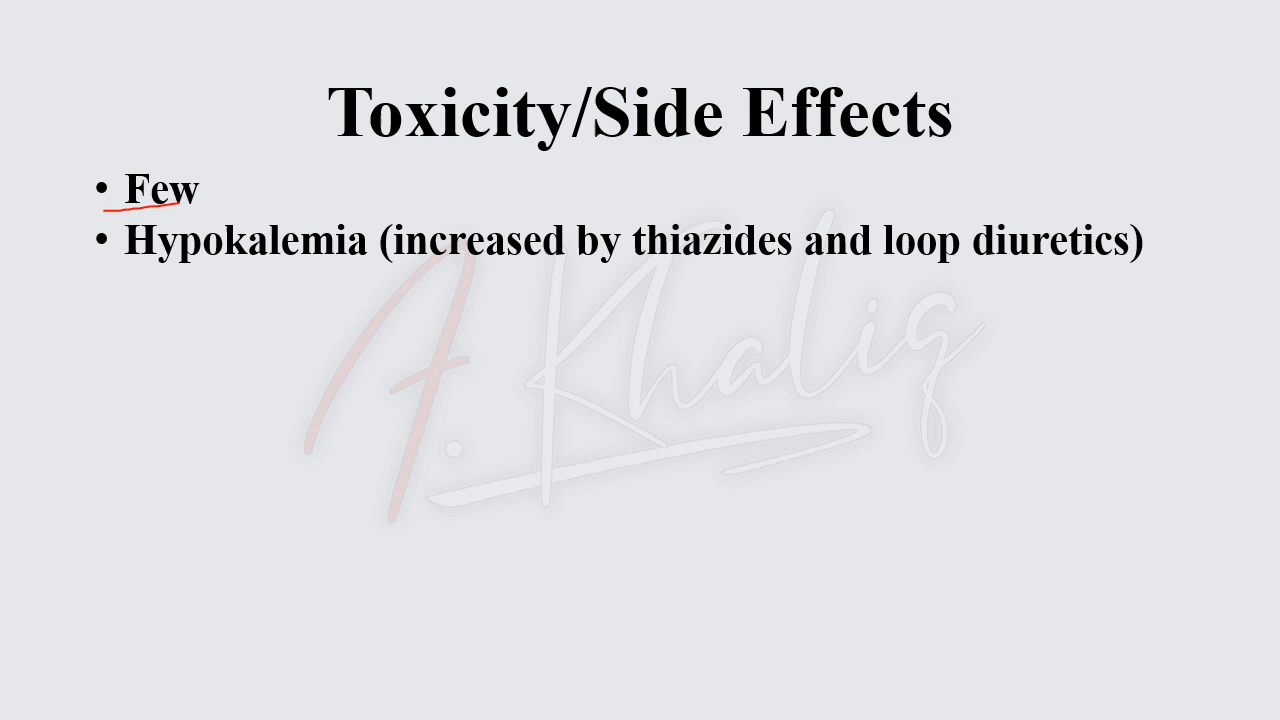 Toxicity/Side Effects
• Few
• Hypokalemia (increased by thiazides and loop diuretics)
A. Khaliq